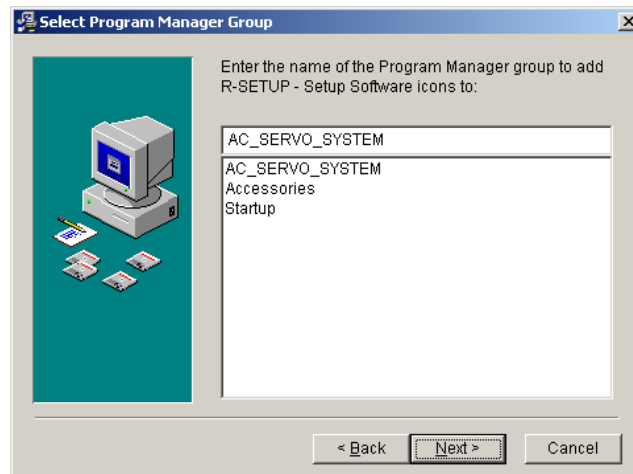 Select Program Manager Group
Enter the name of the Program Manager group to add
R-SETUP - Setup Software icons to:
AC_SERVO_SYSTEM
AC_SERVO_SYSTEM
Accessories
Startup
< Back
Next >
Cancel